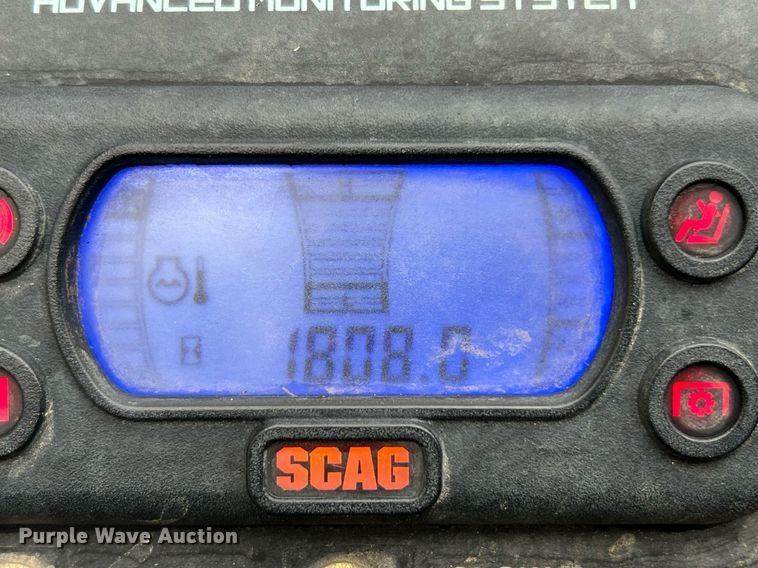 ADVANCED MONITORING SYSTEM
1808.0
SCAG
Purple Wave Auction